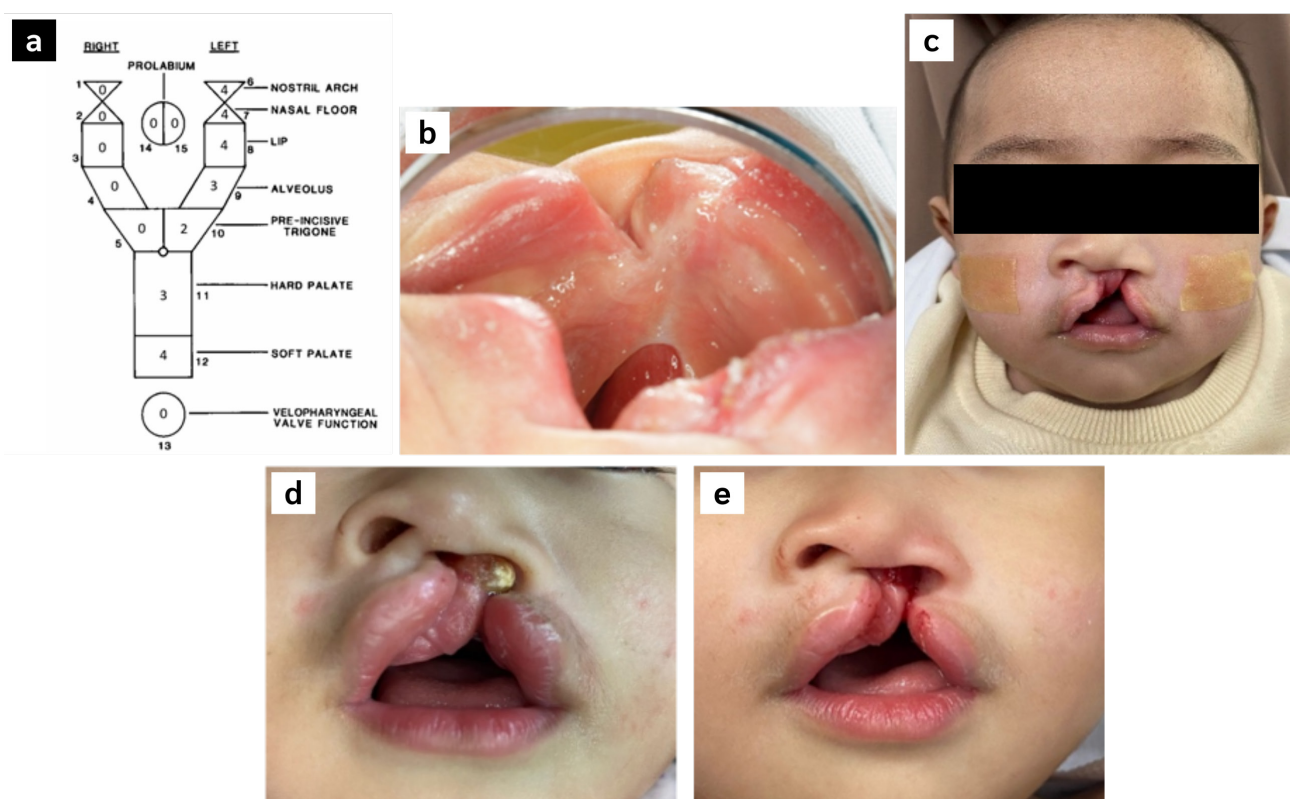 a
RIGHT LEFT
PROLABIUM
1 0 4 6 NOSTRIL ARCH
2 0 0 0 4 7 NASAL FLOOR
14 15
3 0 4 8 LIP
4 0 3 9 ALVEOLUS
5 0 2 10 PRE-INCISIVE
TRIGONE
3 11 HARD PALATE
4 12 SOFT PALATE
0 VELOPHARYNGEAL
VALVE FUNCTION
13
b
c
d
e